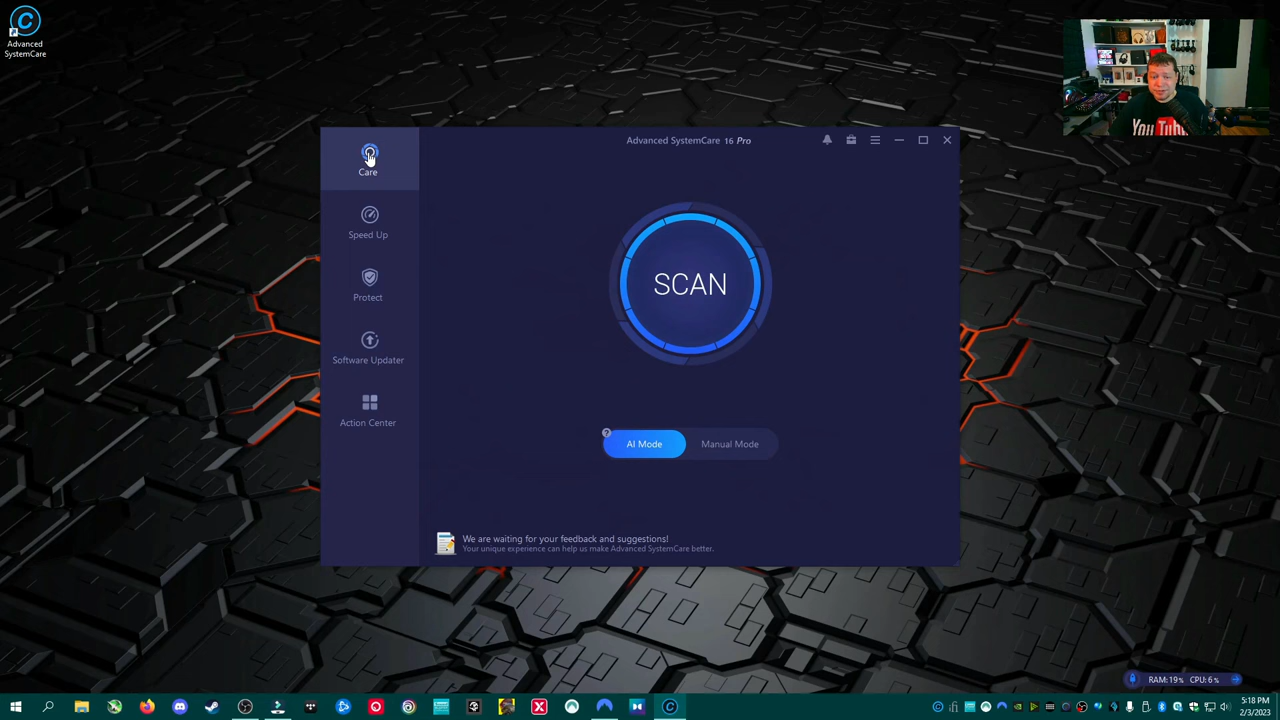 Advanced
SystemCare
YouTube
Advanced SystemCare 16 Pro
Care
Speed Up
Protect
Software Updater
Action Center
SCAN
?
AI Mode
Manual Mode
We are waiting for your feedback and suggestions!
Your unique experience can help us make Advanced SystemCare better.
RAM: 19% CPU: 6%
5:18 PM
2/3/2023